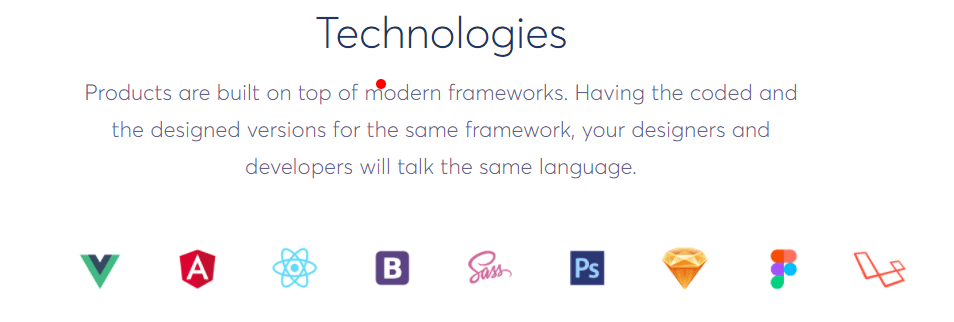 Technologies
Products are built on top of modern frameworks. Having the coded and
the designed versions for the same framework, your designers and
developers will talk the same language.
A B Sass Ps